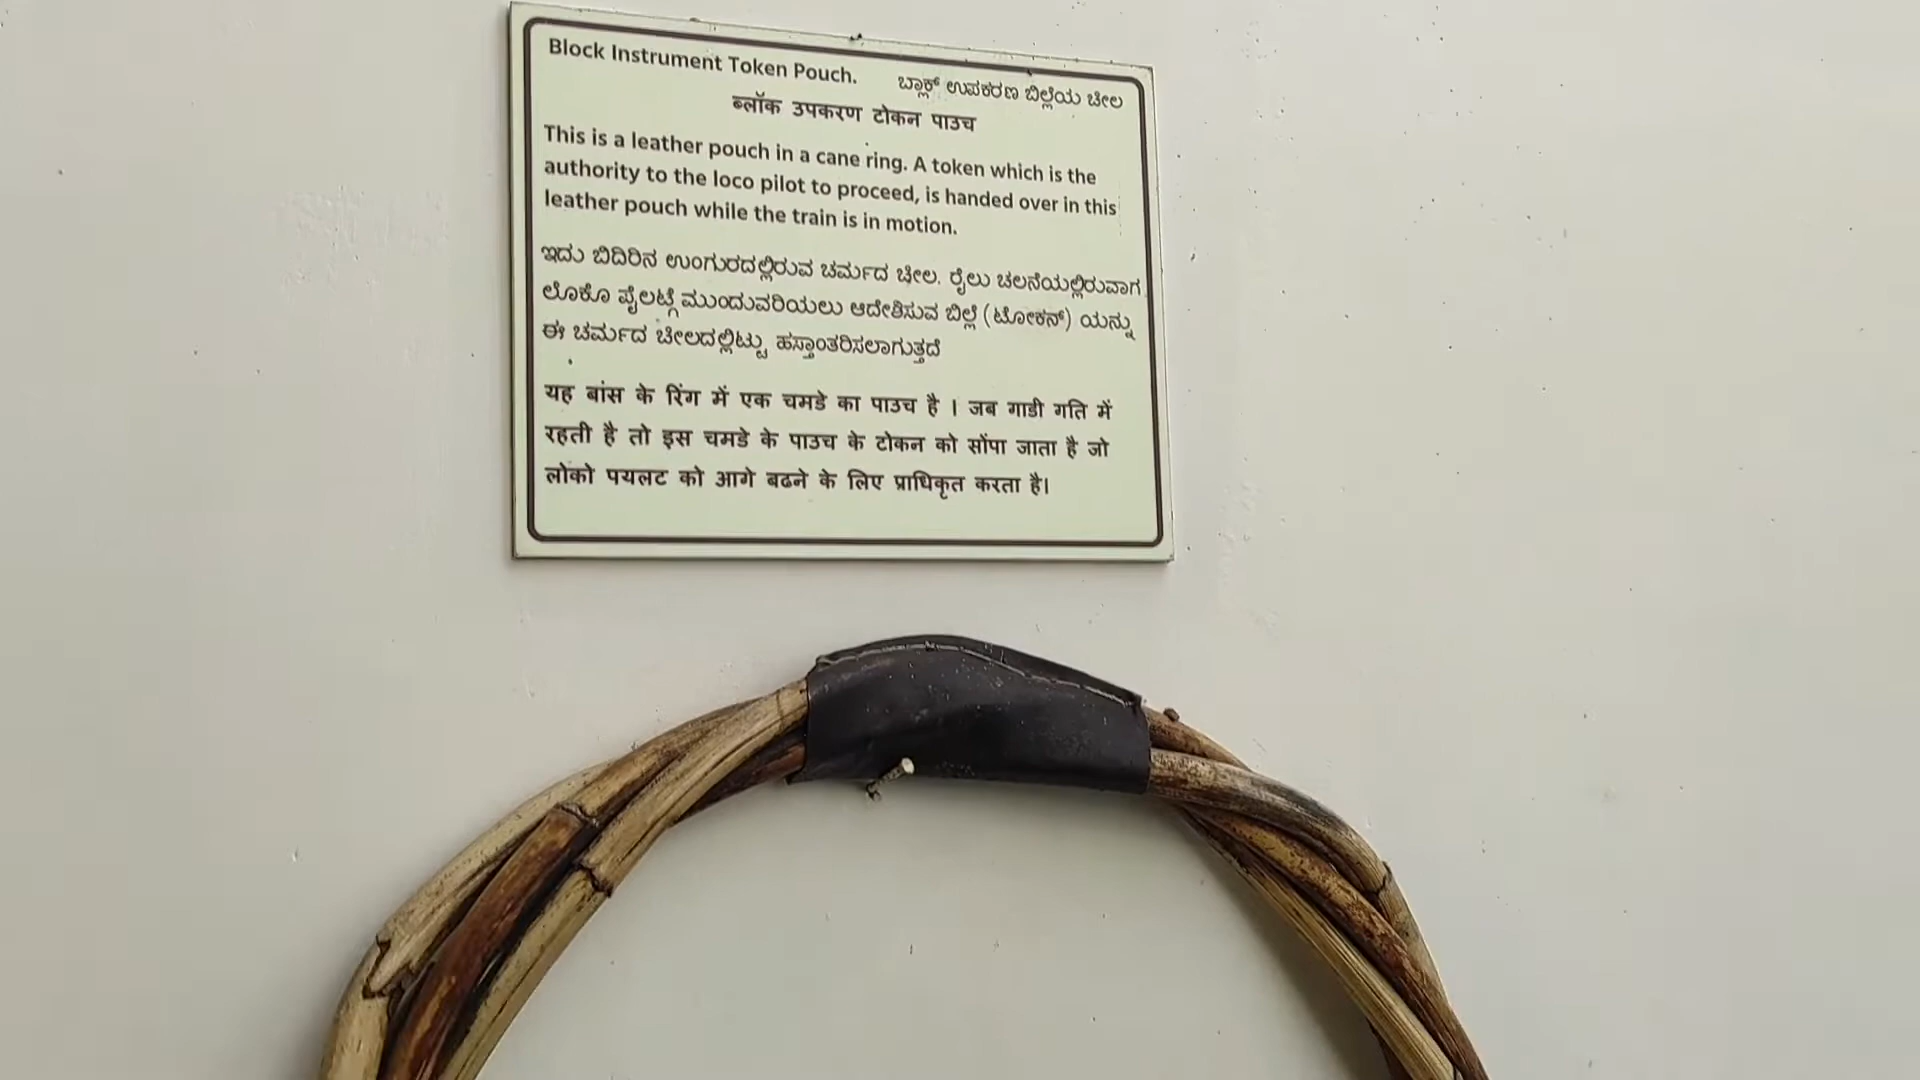 Block Instrument Token Pouch. ಬ್ಲಾಕ್ ಉಪಕರಣ ಬಿಲ್ಲೆಯ ಚೀಲ
ब्लॉक उपकरण टोकन पाउच
This is a leather pouch in a cane ring. A token which is the
authority to the loco pilot to proceed, is handed over in this
leather pouch while the train is in motion.
ಇದು ಬಿದಿರಿನ ಉಂಗುರದಲ್ಲಿರುವ ಚರ್ಮದ ಚೀಲ. ರೈಲು ಚಲನೆಯಲ್ಲಿರುವಾಗ
ಲೊಕೊ ಪೈಲಟ್ಗೆ ಮುಂದುವರಿಯಲು ಆದೇಶಿಸುವ ಬಿಲ್ಲೆ (ಟೋಕನ್) ಯನ್ನು
ಈ ಚರ್ಮದ ಚೀಲದಲ್ಲಿಟ್ಟು ಹಸ್ತಾಂತರಿಸಲಾಗುತ್ತದೆ
यह बांस के रिंग में एक चमडे का पाउच है । जब गाडी गति में
रहती है तो इस चमडे के पाउच के टोकन को सोंपा जाता है जो
लोको पयलट को आगे बढने के लिए प्राधिकृत करता है।